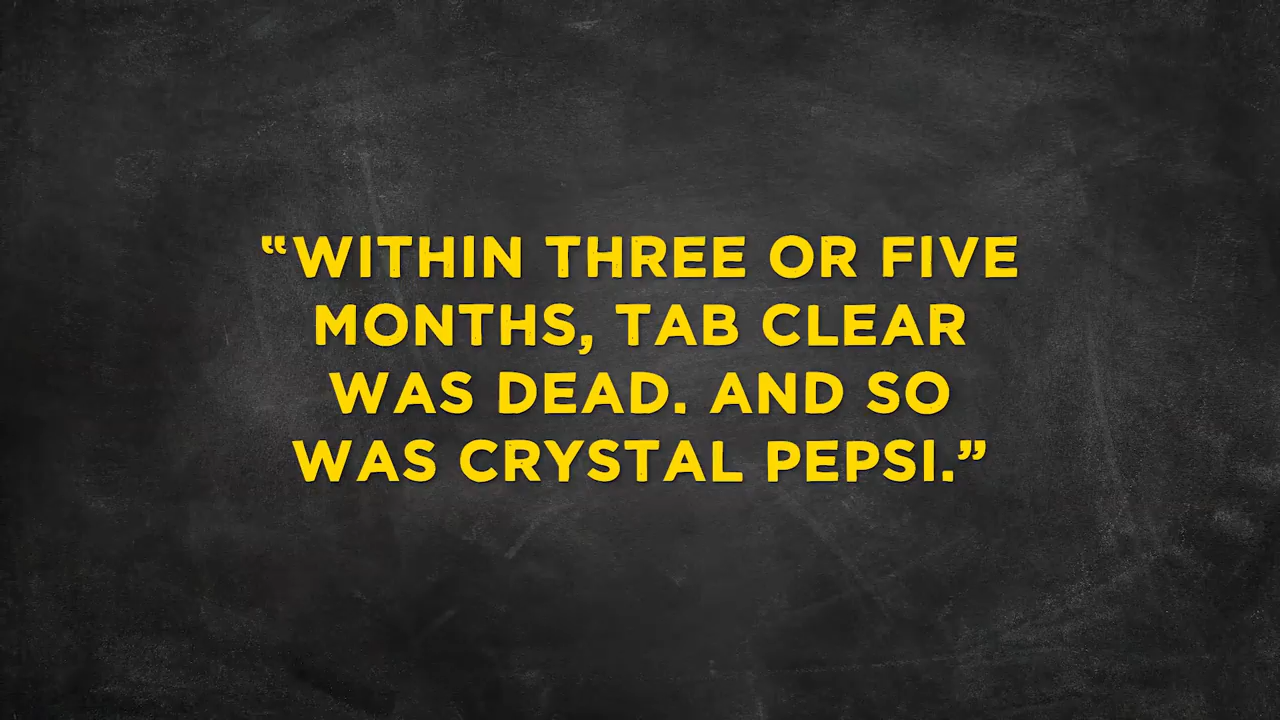 “WITHIN THREE OR FIVE
MONTHS, TAB CLEAR
WAS DEAD. AND SO
WAS CRYSTAL PEPSI.”